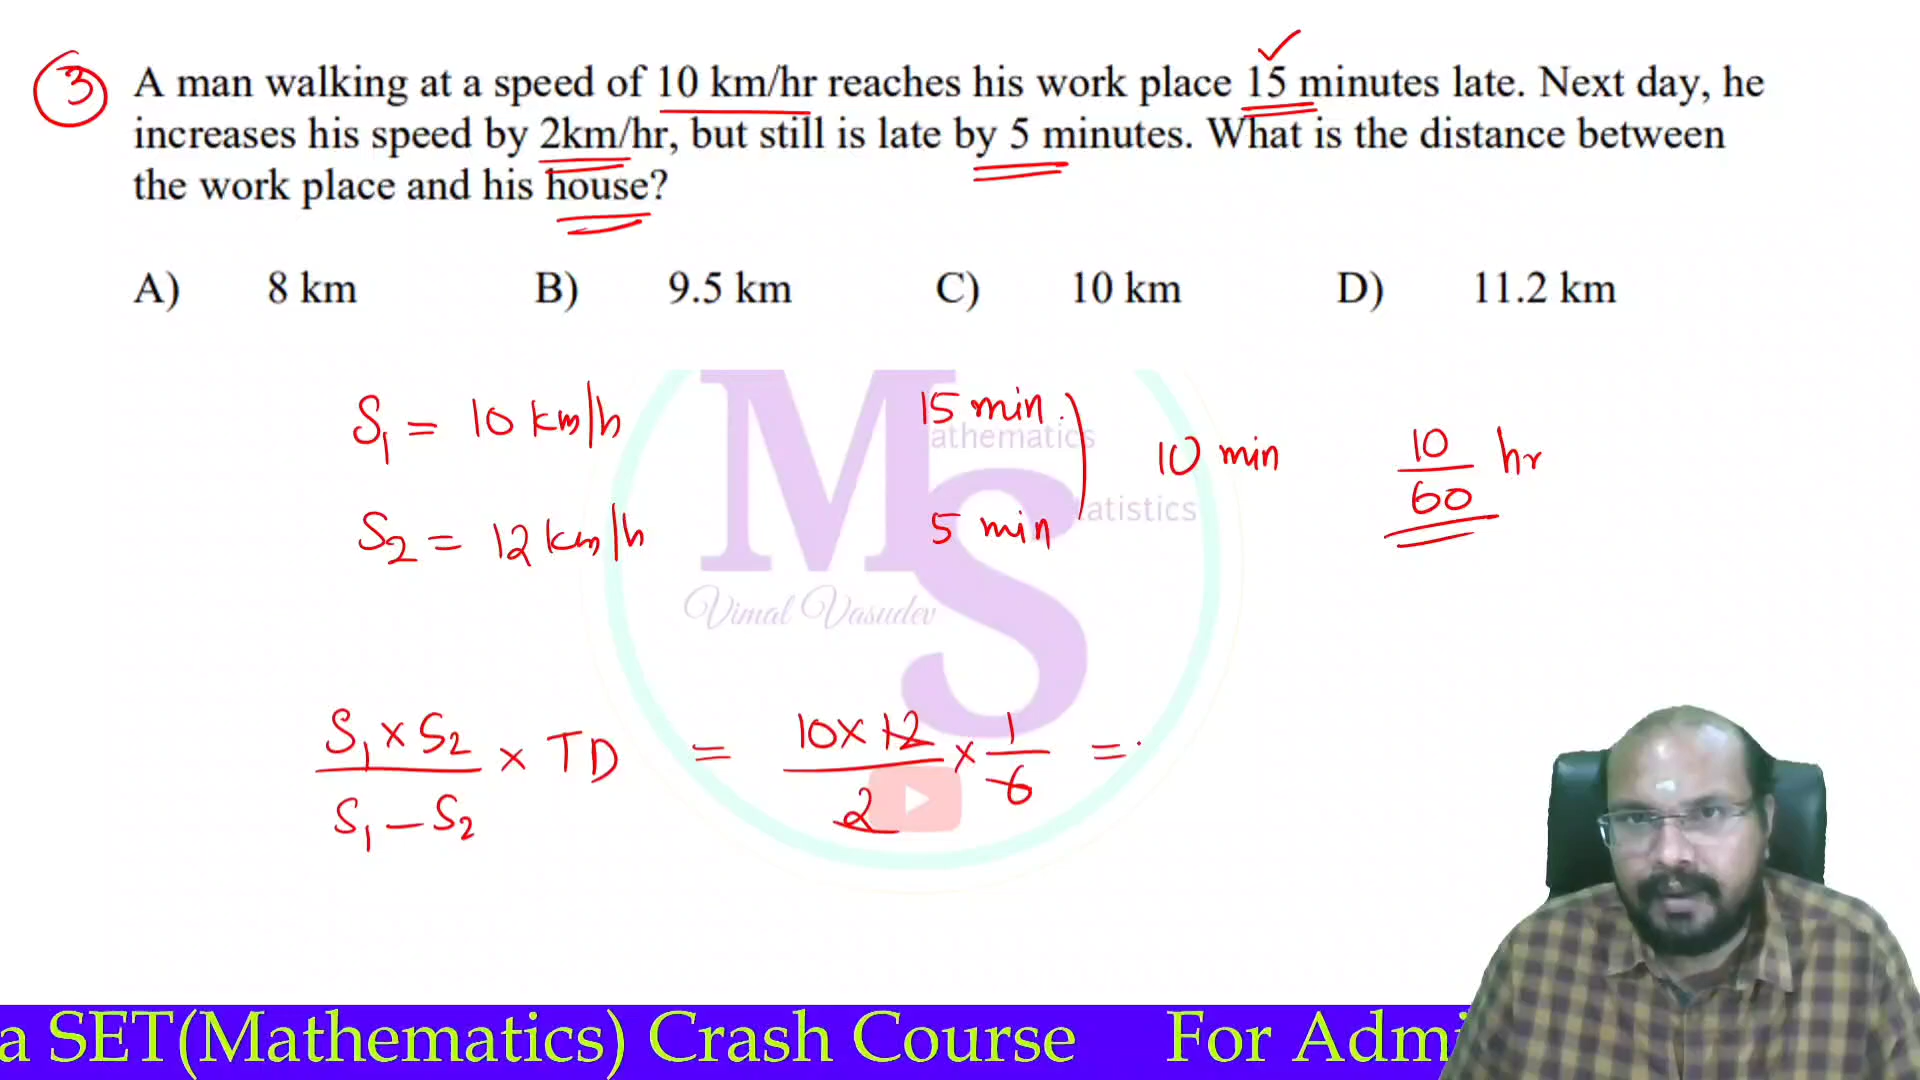 3 A man walking at a speed of 10 km/hr reaches his work place 15 minutes late. Next day, he
increases his speed by 2km/hr, but still is late by 5 minutes. What is the distance between
the work place and his house?
A) 8 km B) 9.5 km C) 10 km D) 11.2 km
S₁ = 10 km/h 15 min 10 min 10/60 hr
S₂ = 12 km/h 5 min
MS
athematics
tatistics
Vimal Vasudev
(S₁ × S₂)/(S₁ − S₂) × TD = (10 × 12)/2 × 1/6 =
a SET(Mathematics) Crash Course For Admi